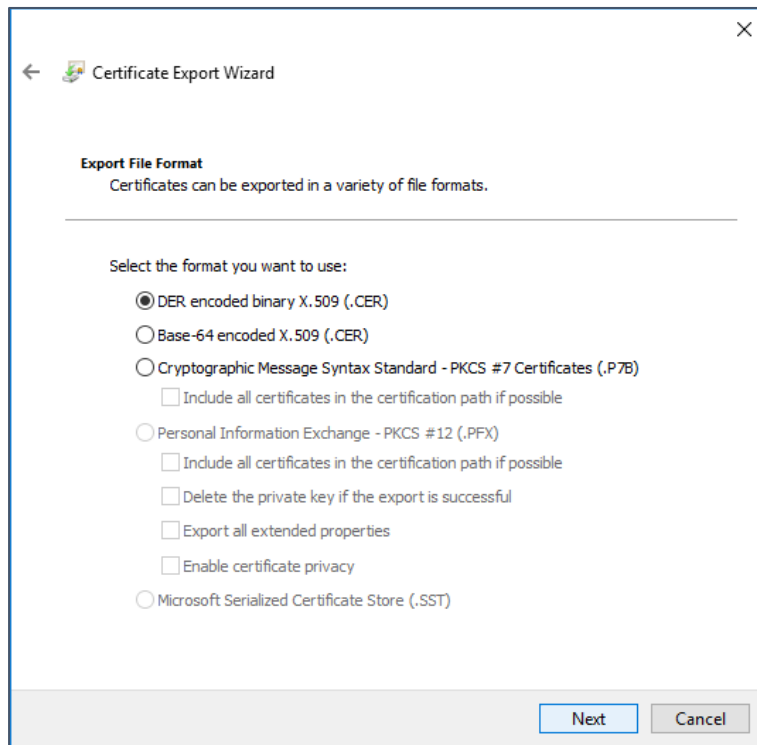 Certificate Export Wizard
Export File Format
Certificates can be exported in a variety of file formats.
Select the format you want to use:
DER encoded binary X.509 (.CER)
Base-64 encoded X.509 (.CER)
Cryptographic Message Syntax Standard - PKCS #7 Certificates (.P7B)
Include all certificates in the certification path if possible
Personal Information Exchange - PKCS #12 (.PFX)
Include all certificates in the certification path if possible
Delete the private key if the export is successful
Export all extended properties
Enable certificate privacy
Microsoft Serialized Certificate Store (.SST)
Next Cancel